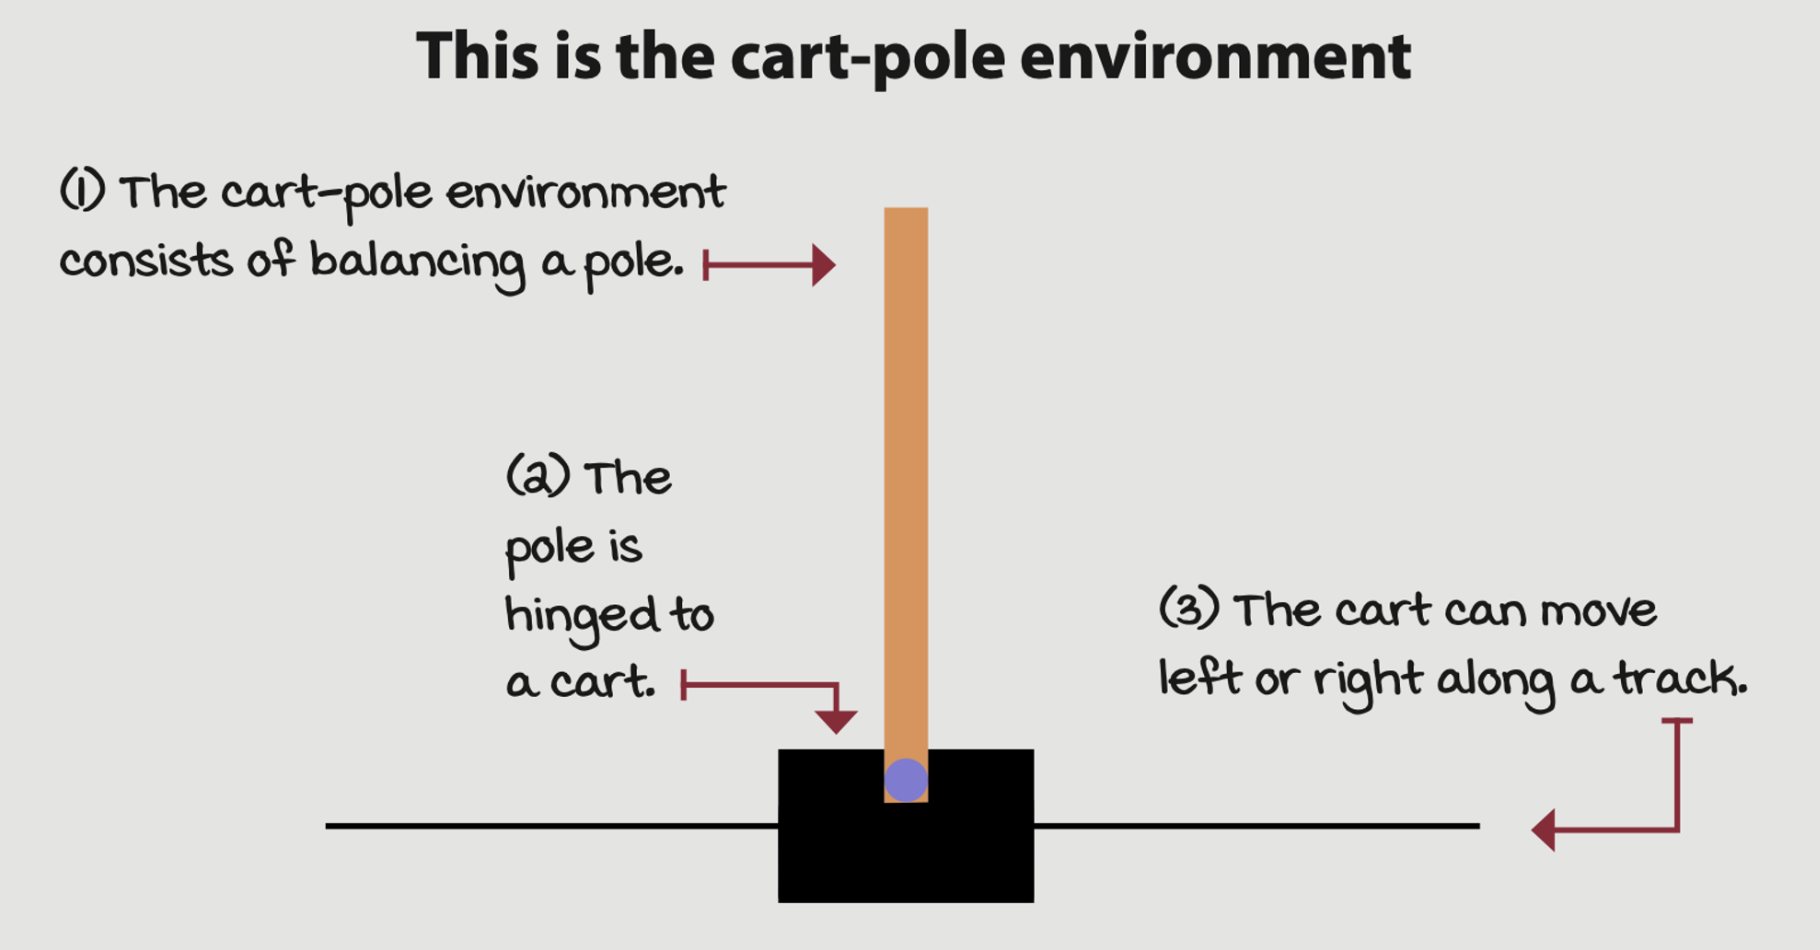 This is the cart-pole environment
(1) The cart-pole environment
consists of balancing a pole.
(2) The
pole is
hinged to
a cart.
(3) The cart can move
left or right along a track.